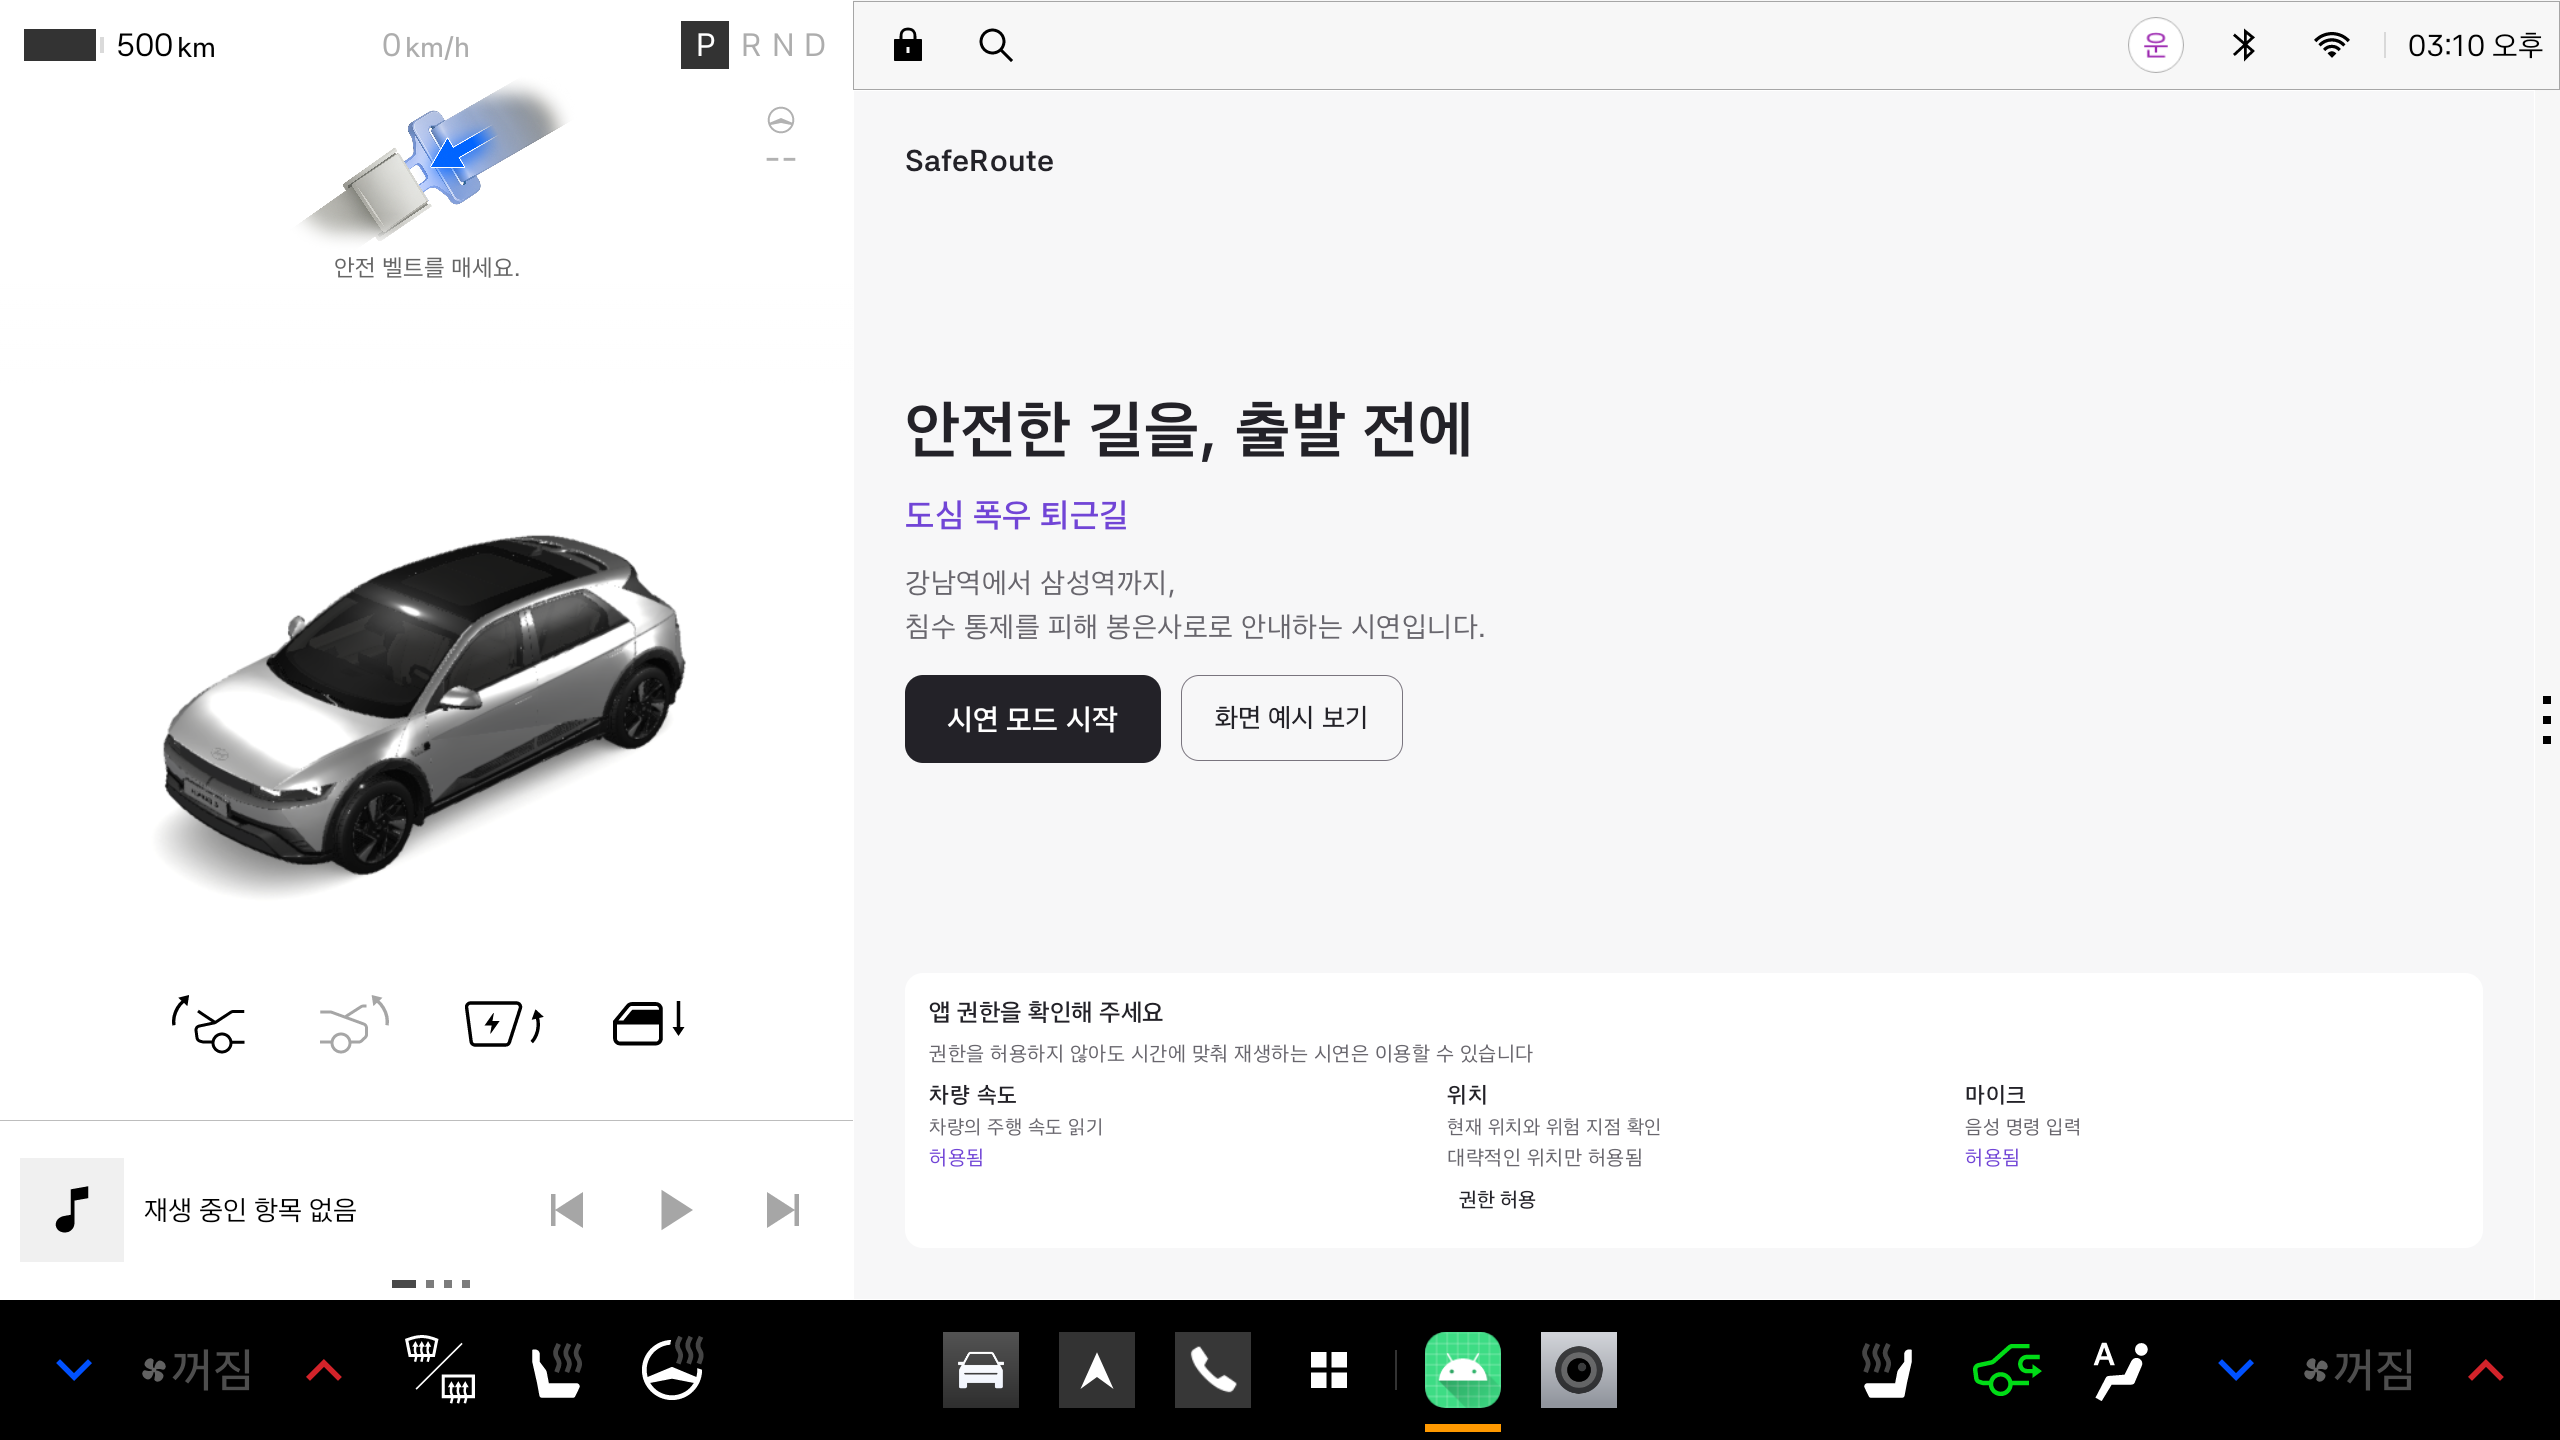 500 km
0 km/h
P R N D
03:10 오후
운
--
안전 벨트를 매세요.
SafeRoute
안전한 길을, 출발 전에
도심 폭우 퇴근길
강남역에서 삼성역까지,
침수 통제를 피해 봉은사로로 안내하는 시연입니다.
시연 모드 시작
화면 예시 보기
앱 권한을 확인해 주세요
권한을 허용하지 않아도 시간에 맞춰 재생하는 시연은 이용할 수 있습니다
차량 속도
차량의 주행 속도 읽기
허용됨
위치
현재 위치와 위험 지점 확인
대략적인 위치만 허용됨
권한 허용
마이크
음성 명령 입력
허용됨
재생 중인 항목 없음
꺼짐
A
꺼짐